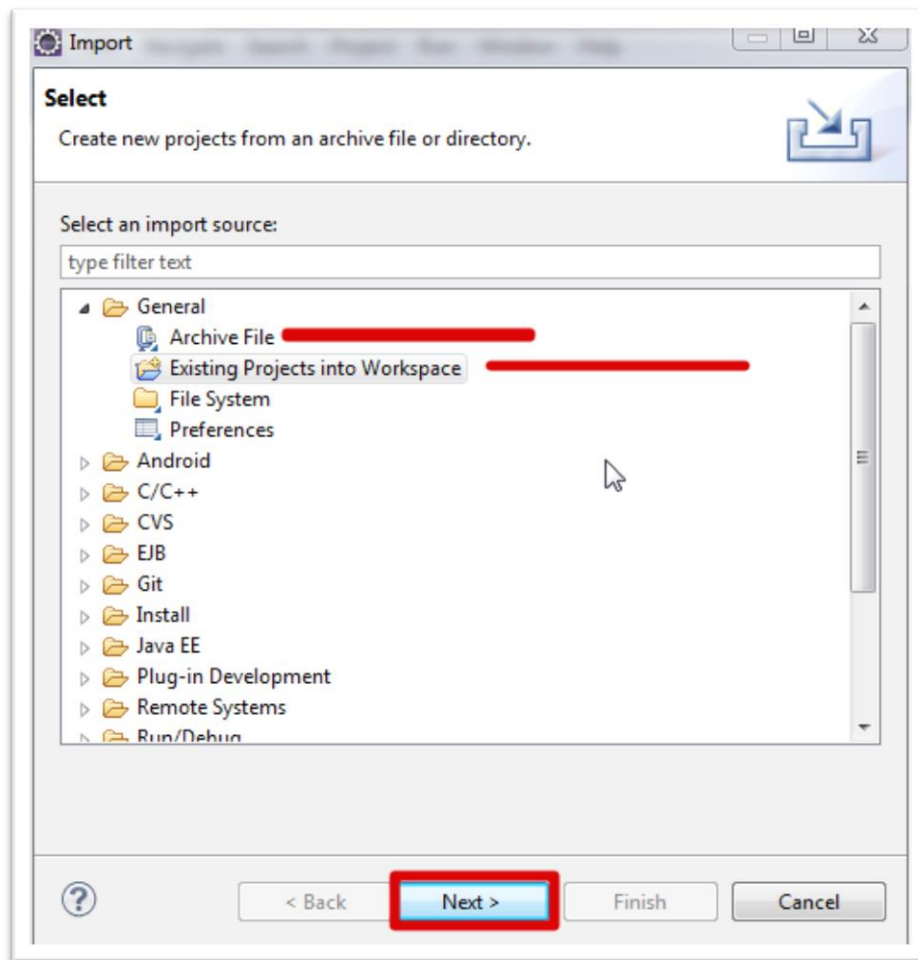 Import
Select
Create new projects from an archive file or directory.
Select an import source:
type filter text
General
Archive File
Existing Projects into Workspace
File System
Preferences
Android
C/C++
CVS
EJB
Git
Install
Java EE
Plug-in Development
Remote Systems
Run/Debug
? < Back Next > Finish Cancel